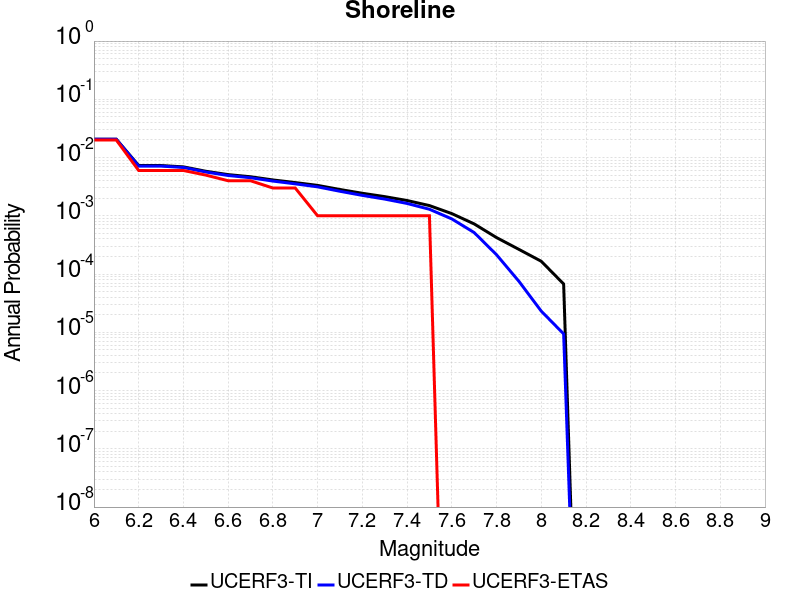 Shoreline
10^0
10^-1
10^-2
10^-3
10^-4
10^-5
10^-6
10^-7
10^-8
Annual Probability
6 6.2 6.4 6.6 6.8 7 7.2 7.4 7.6 7.8 8 8.2 8.4 8.6 8.8 9
Magnitude
UCERF3-TI UCERF3-TD UCERF3-ETAS